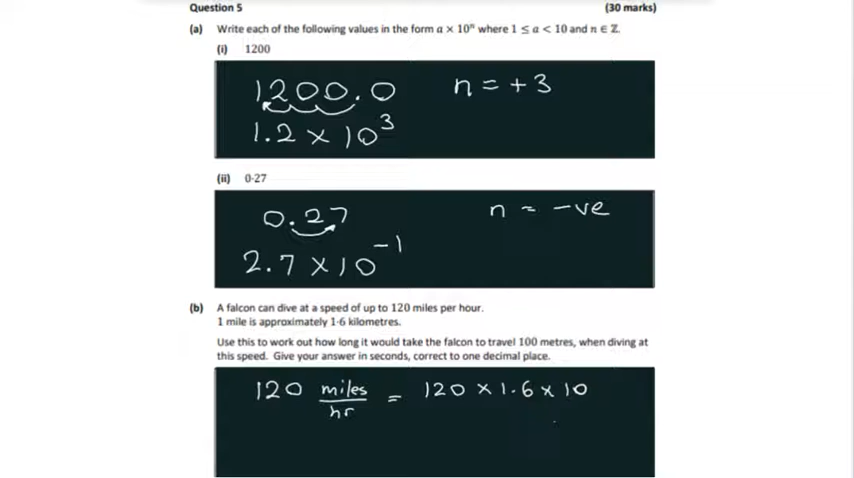 Question 5 (30 marks)
(a) Write each of the following values in the form a × 10ⁿ where 1 ≤ a < 10 and n ∈ ℤ.
(i) 1200
1200.0 n = +3
1.2 × 10³
(ii) 0·27
0.27 n = -ve
2.7 × 10⁻¹
(b) A falcon can dive at a speed of up to 120 miles per hour.
1 mile is approximately 1·6 kilometres.
Use this to work out how long it would take the falcon to travel 100 metres, when diving at
this speed. Give your answer in seconds, correct to one decimal place.
120 miles/hr = 120 × 1.6 × 10